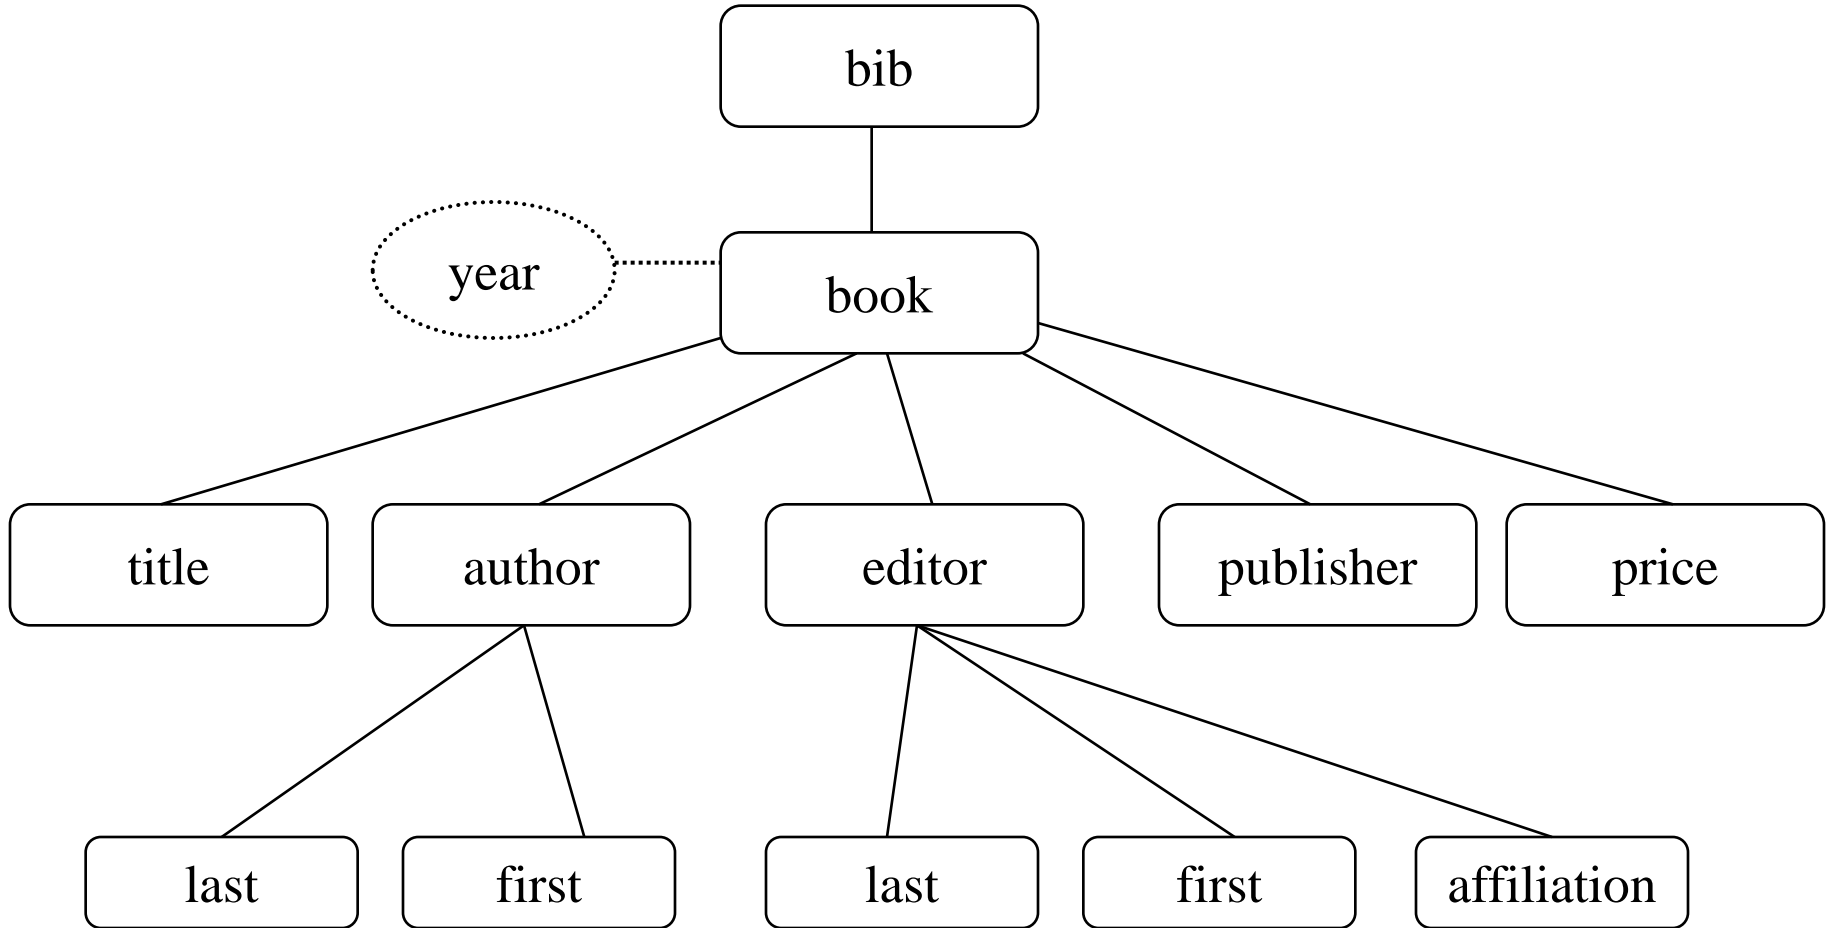 bib
year
book
title
author
editor
publisher
price
last
first
last
first
affiliation